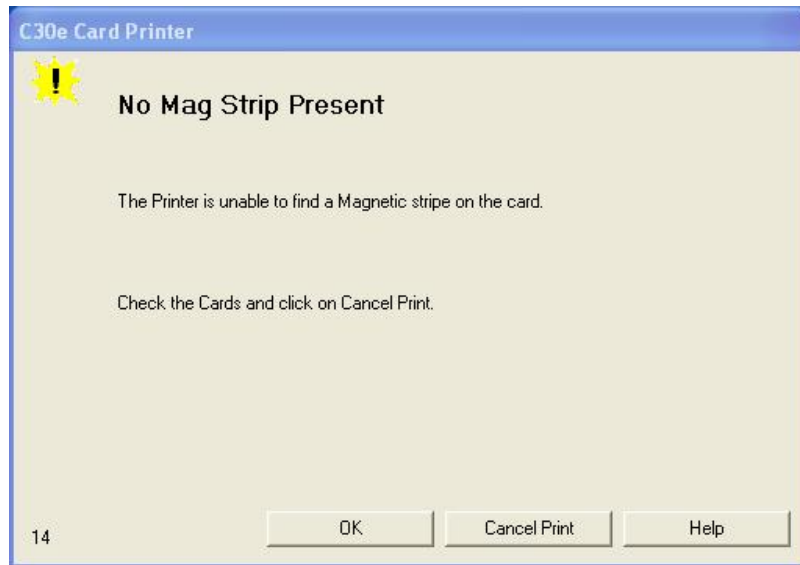 C30e Card Printer
!
No Mag Strip Present
The Printer is unable to find a Magnetic stripe on the card.
Check the Cards and click on Cancel Print.
14
OK Cancel Print Help